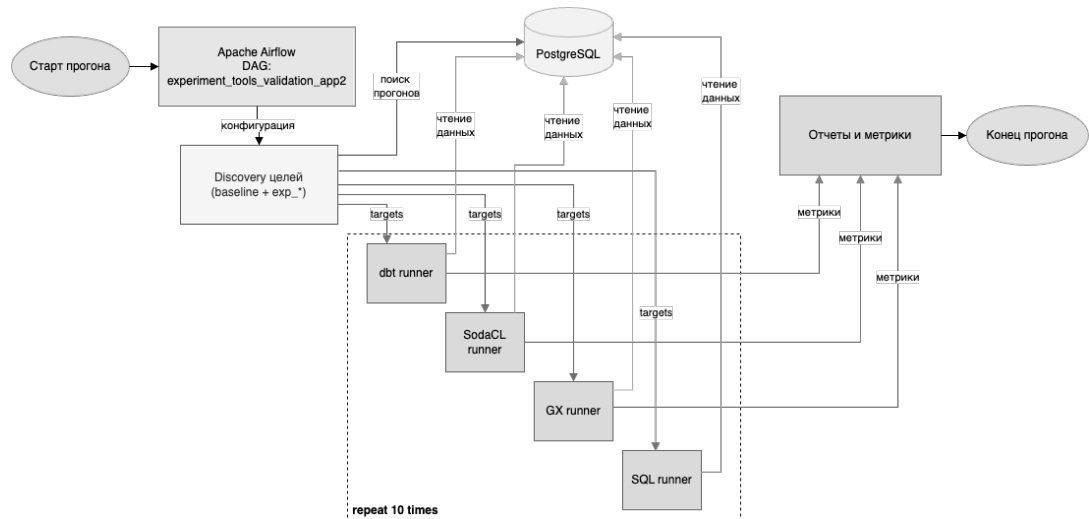 Старт прогона
Apache Airflow
DAG:
experiment_tools_validation_app2
PostgreSQL
поиск
прогонов
чтение
данных
чтение
данных
чтение
данных
чтение
данных
конфигурация
Discovery целей
(baseline + exp_*)
Отчеты и метрики
Конец прогона
targets
targets
targets
метрики
метрики
метрики
dbt runner
SodaCL
runner
targets
GX runner
SQL runner
repeat 10 times